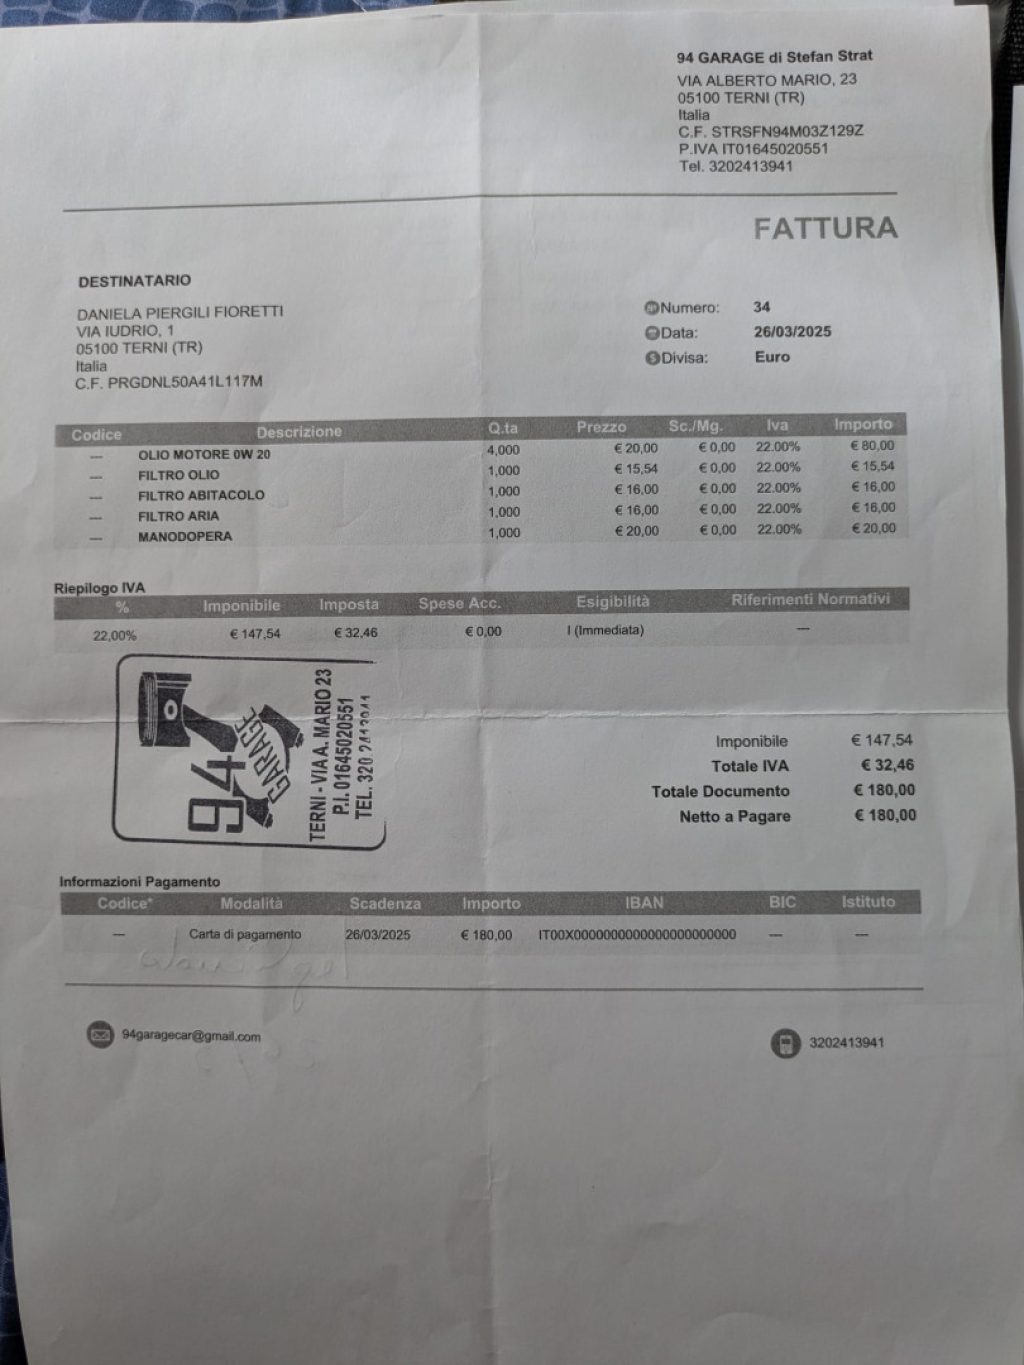 94 GARAGE di Stefan Strat
VIA ALBERTO MARIO, 23
05100 TERNI (TR)
Italia
C.F. STRSFN94M03Z129Z
P.IVA IT01645020551
Tel. 3202413941
FATTURA
DESTINATARIO
DANIELA PIERGILI FIORETTI
VIA IUDRIO, 1
05100 TERNI (TR)
Italia
C.F. PRGDNL50A41L117M
Numero: 34
Data: 26/03/2025
Divisa: Euro
Codice Descrizione Q.ta Prezzo Sc./Mg. Iva Importo
— OLIO MOTORE 0W 20 4,000 € 20,00 € 0,00 22.00% € 80,00
— FILTRO OLIO 1,000 € 15,54 € 0,00 22.00% € 15,54
— FILTRO ABITACOLO 1,000 € 16,00 € 0,00 22.00% € 16,00
— FILTRO ARIA 1,000 € 16,00 € 0,00 22.00% € 16,00
— MANODOPERA 1,000 € 20,00 € 0,00 22.00% € 20,00
Riepilogo IVA
% Imponibile Imposta Spese Acc. Esigibilità Riferimenti Normativi
22,00% € 147,54 € 32,46 € 0,00 I (Immediata) —
94 GARAGE
TERNI - VIA A. MARIO 23
P.I. 01645020551
TEL. 320 2413941
Imponibile € 147,54
Totale IVA € 32,46
Totale Documento € 180,00
Netto a Pagare € 180,00
Informazioni Pagamento
Codice* Modalità Scadenza Importo IBAN BIC Istituto
— Carta di pagamento 26/03/2025 € 180,00 IT00X0000000000000000000000 — —
94garagecar@gmail.com
3202413941